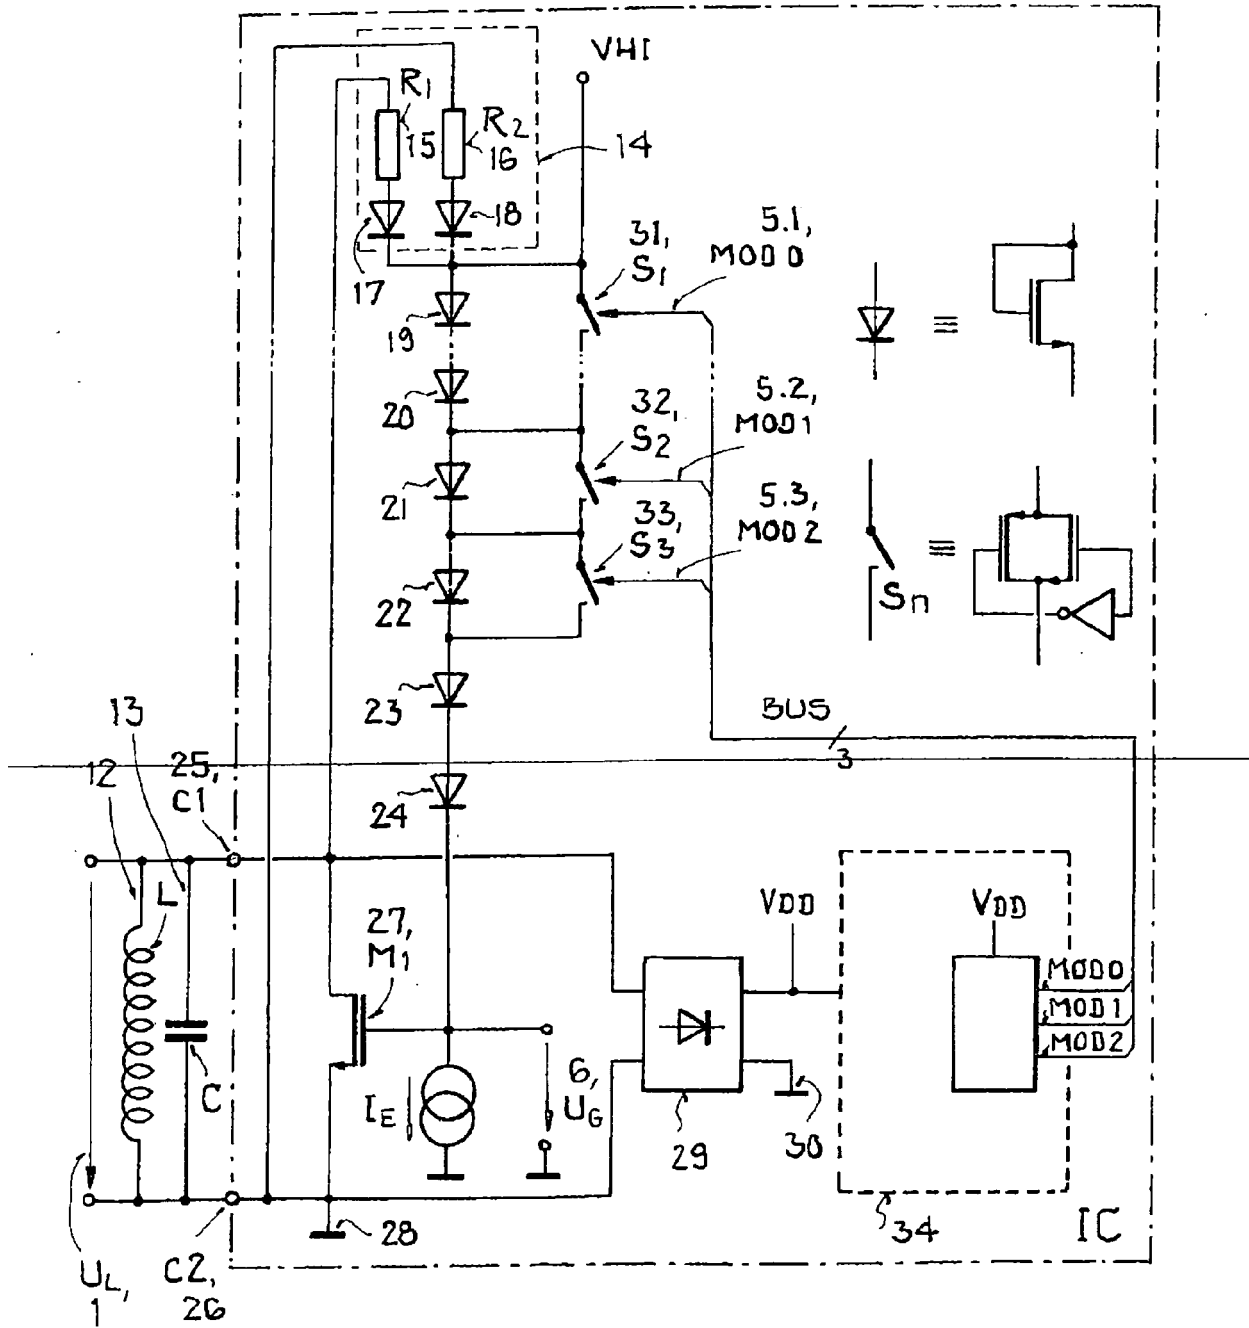 VHI
R1
15
R2
16
14
18
17
31,
S1
5.1,
MOD0
19
20
32,
S2
5.2,
MOD1
21
33,
S3
5.3,
MOD2
22
Sn
23
BUS
3
13
12
25,
C1
24
L
27,
M1
VDD
VDD
MOD0
MOD1
MOD2
C
IE
6,
UG
29
30
28
34
IC
UL,
1
C2,
26